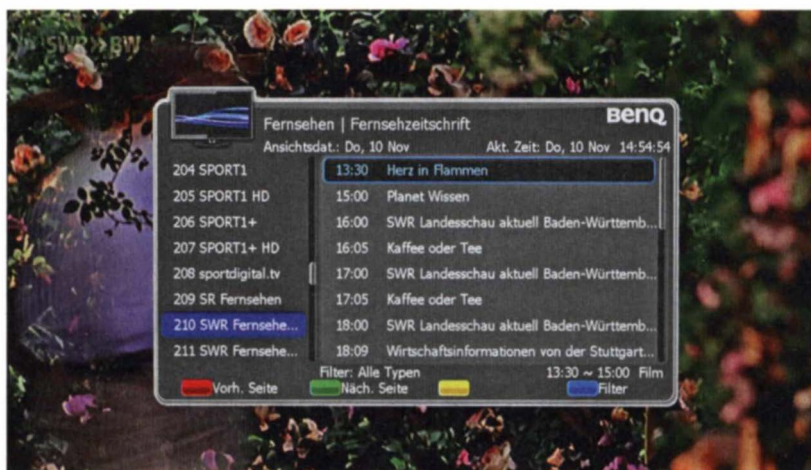 SWR>>BW
BenQ
Fernsehen | Fernsehzeitschrift
Ansichtsdat.: Do, 10 Nov Akt. Zeit: Do, 10 Nov 14:54:54
204 SPORT1
205 SPORT1 HD
206 SPORT1+
207 SPORT1+ HD
208 sportdigital.tv
209 SR Fernsehen
210 SWR Fernsehe...
211 SWR Fernsehe...
13:30 Herz in Flammen
15:00 Planet Wissen
16:00 SWR Landesschau aktuell Baden-Württemb...
16:05 Kaffee oder Tee
17:00 SWR Landesschau aktuell Baden-Württemb...
17:05 Kaffee oder Tee
18:00 SWR Landesschau aktuell Baden-Württemb...
18:09 Wirtschaftsinformationen von der Stuttgart...
Filter: Alle Typen 13:30 ~ 15:00 Film
Vorh. Seite Näch. Seite Filter